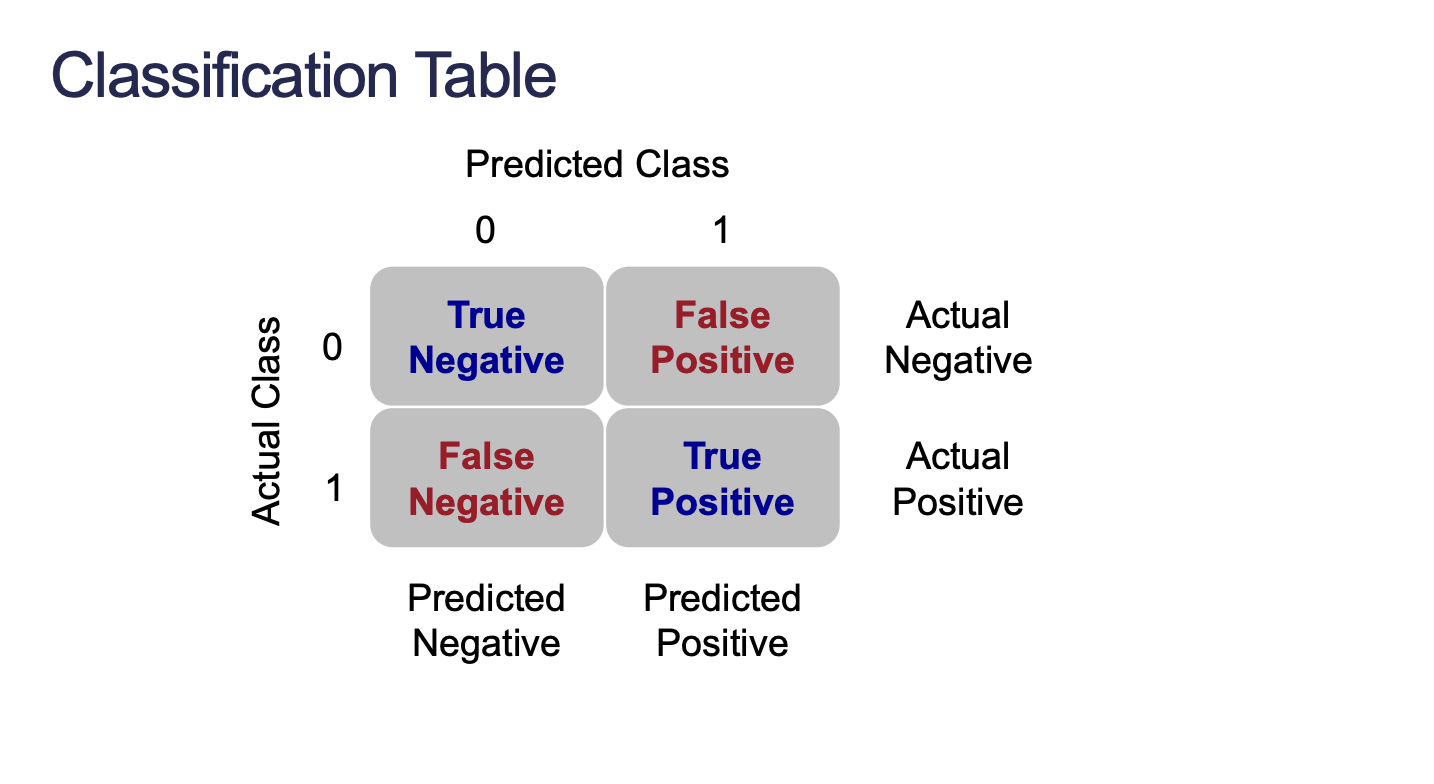 Classification Table
Predicted Class
0 1
Actual Class
0
True
Negative
False
Positive
Actual
Negative
1
False
Negative
True
Positive
Actual
Positive
Predicted
Negative
Predicted
Positive